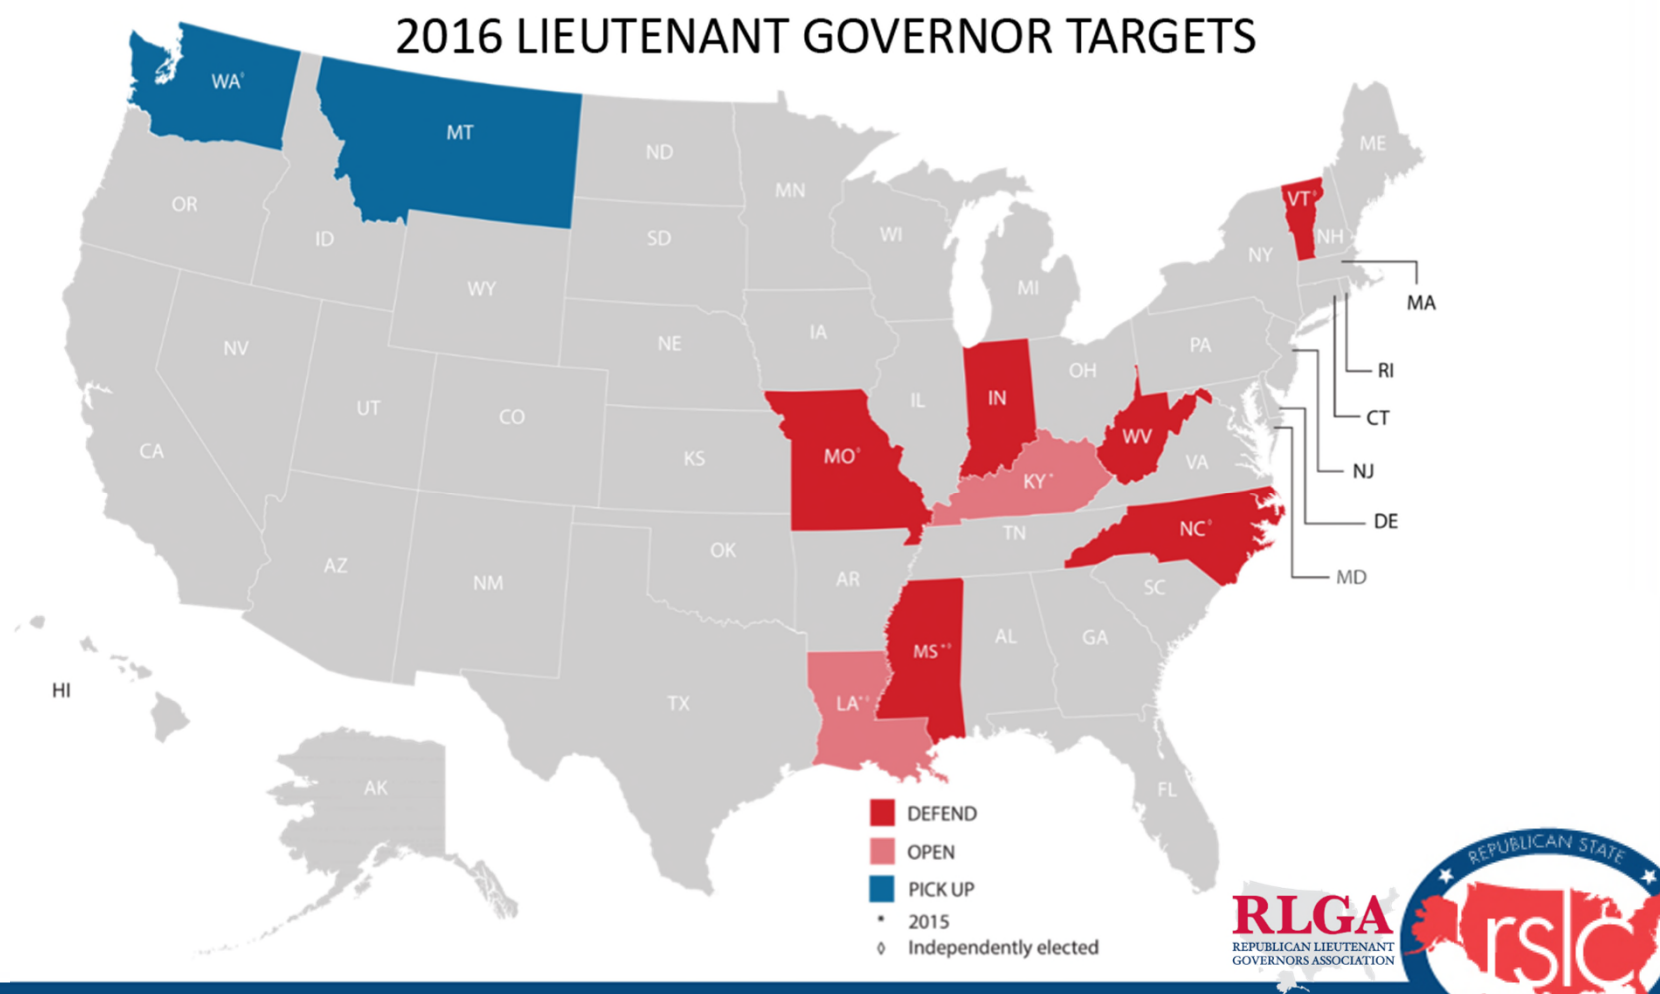 2016 LIEUTENANT GOVERNOR TARGETS
WA◊
MT
ND
MN
ME
OR
ID
SD
WI
VT◊
NH
NY
WY
MI
MA
NV
NE
IA
PA
RI
UT
CO
IL
IN
OH
CT
CA
KS
MO◊
KY*
WV
VA
NJ
AZ
NM
OK
AR
TN
NC◊
DE
SC
MD
MS*◊
AL
GA
HI
TX
LA*◊
AK
FL
DEFEND
OPEN
PICK UP
* 2015
◊ Independently elected
RLGA
REPUBLICAN LIEUTENANT
GOVERNORS ASSOCIATION
REPUBLICAN STATE
rslc